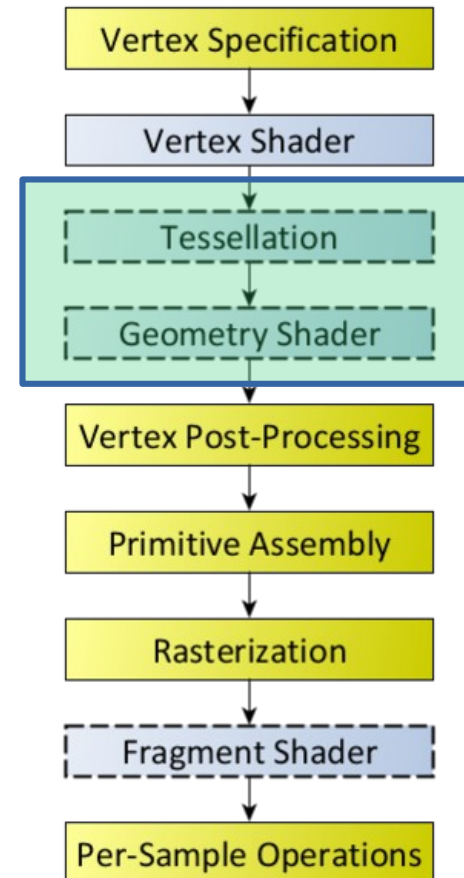 Vertex Specification
Vertex Shader
Tessellation
Geometry Shader
Vertex Post-Processing
Primitive Assembly
Rasterization
Fragment Shader
Per-Sample Operations